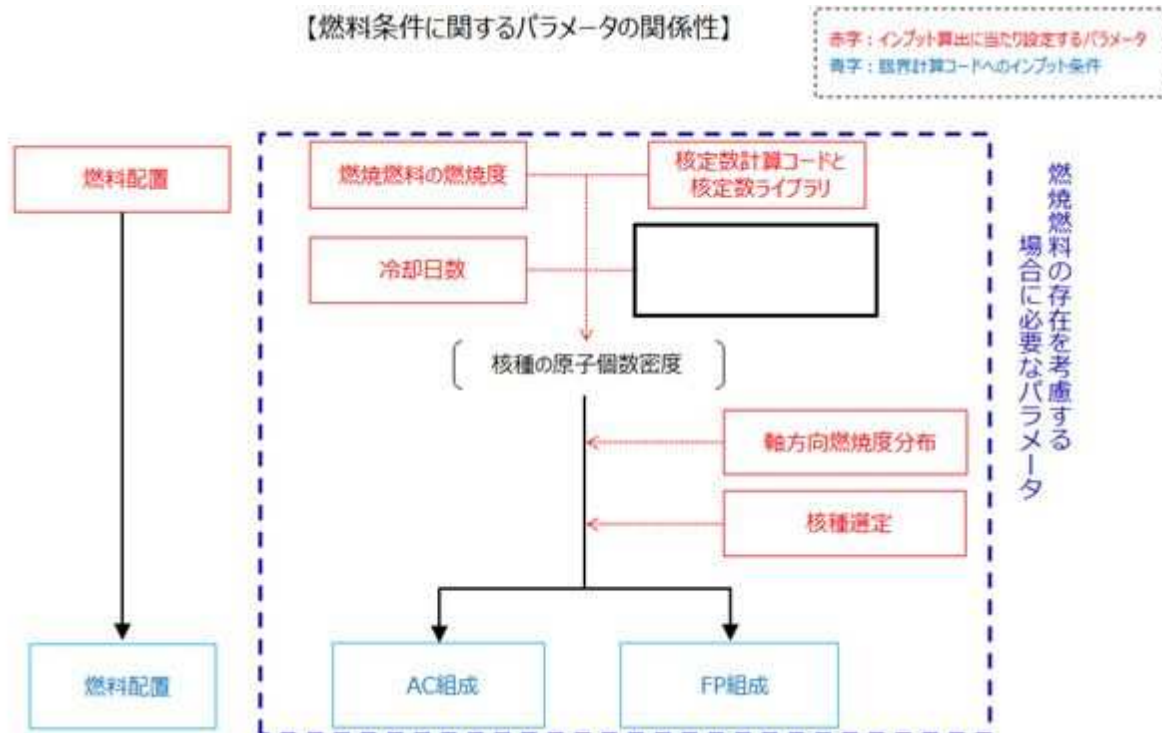 【燃料条件に関するパラメータの関係性】
赤字：インプット算出に当たり設定するパラメータ
青字：臨界計算コードへのインプット条件
燃料配置
燃焼燃料の燃焼度
核定数計算コードと
核定数ライブラリ
冷却日数
核種の原子個数密度
軸方向燃焼度分布
核種選定
燃料配置
AC組成
FP組成
燃焼燃料の存在を考慮する
場合に必要なパラメータ